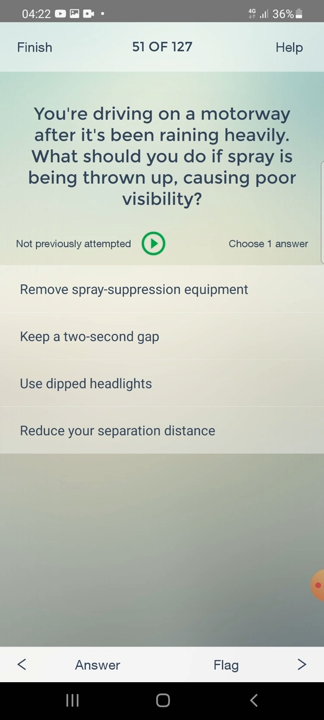 04:22
4G 36%
Finish 51 OF 127 Help
You're driving on a motorway
after it's been raining heavily.
What should you do if spray is
being thrown up, causing poor
visibility?
Not previously attempted Choose 1 answer
Remove spray-suppression equipment
Keep a two-second gap
Use dipped headlights
Reduce your separation distance
< Answer Flag >